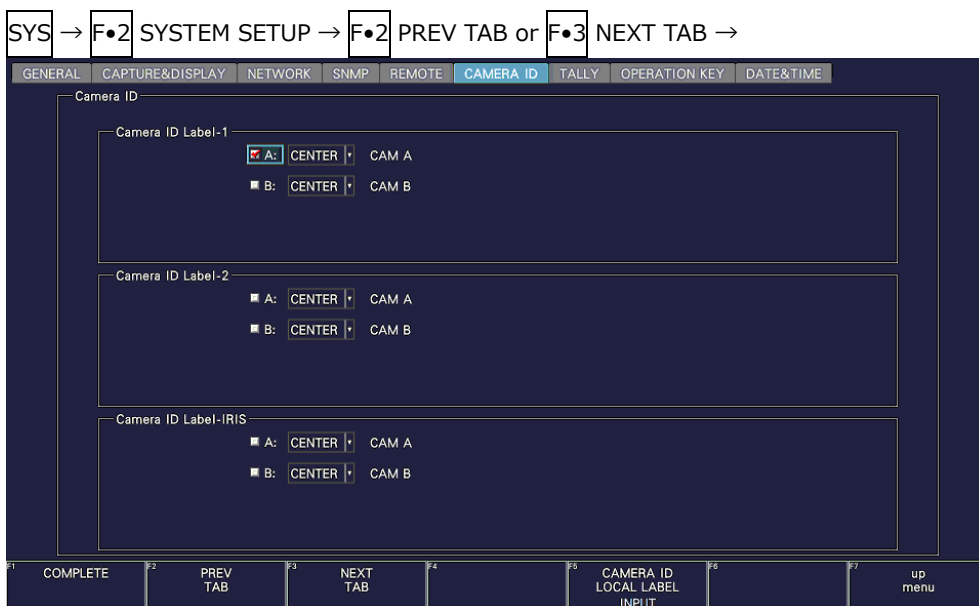 SYS → F•2 SYSTEM SETUP → F•2 PREV TAB or F•3 NEXT TAB →
GENERAL CAPTURE&DISPLAY NETWORK SNMP REMOTE CAMERA ID TALLY OPERATION KEY DATE&TIME
Camera ID
Camera ID Label-1
A: CENTER CAM A
B: CENTER CAM B
Camera ID Label-2
A: CENTER CAM A
B: CENTER CAM B
Camera ID Label-IRIS
A: CENTER CAM A
B: CENTER CAM B
F1 COMPLETE
F2 PREV
TAB
F3 NEXT
TAB
F4
F5 CAMERA ID
LOCAL LABEL
INPUT
F6
F7 up
menu